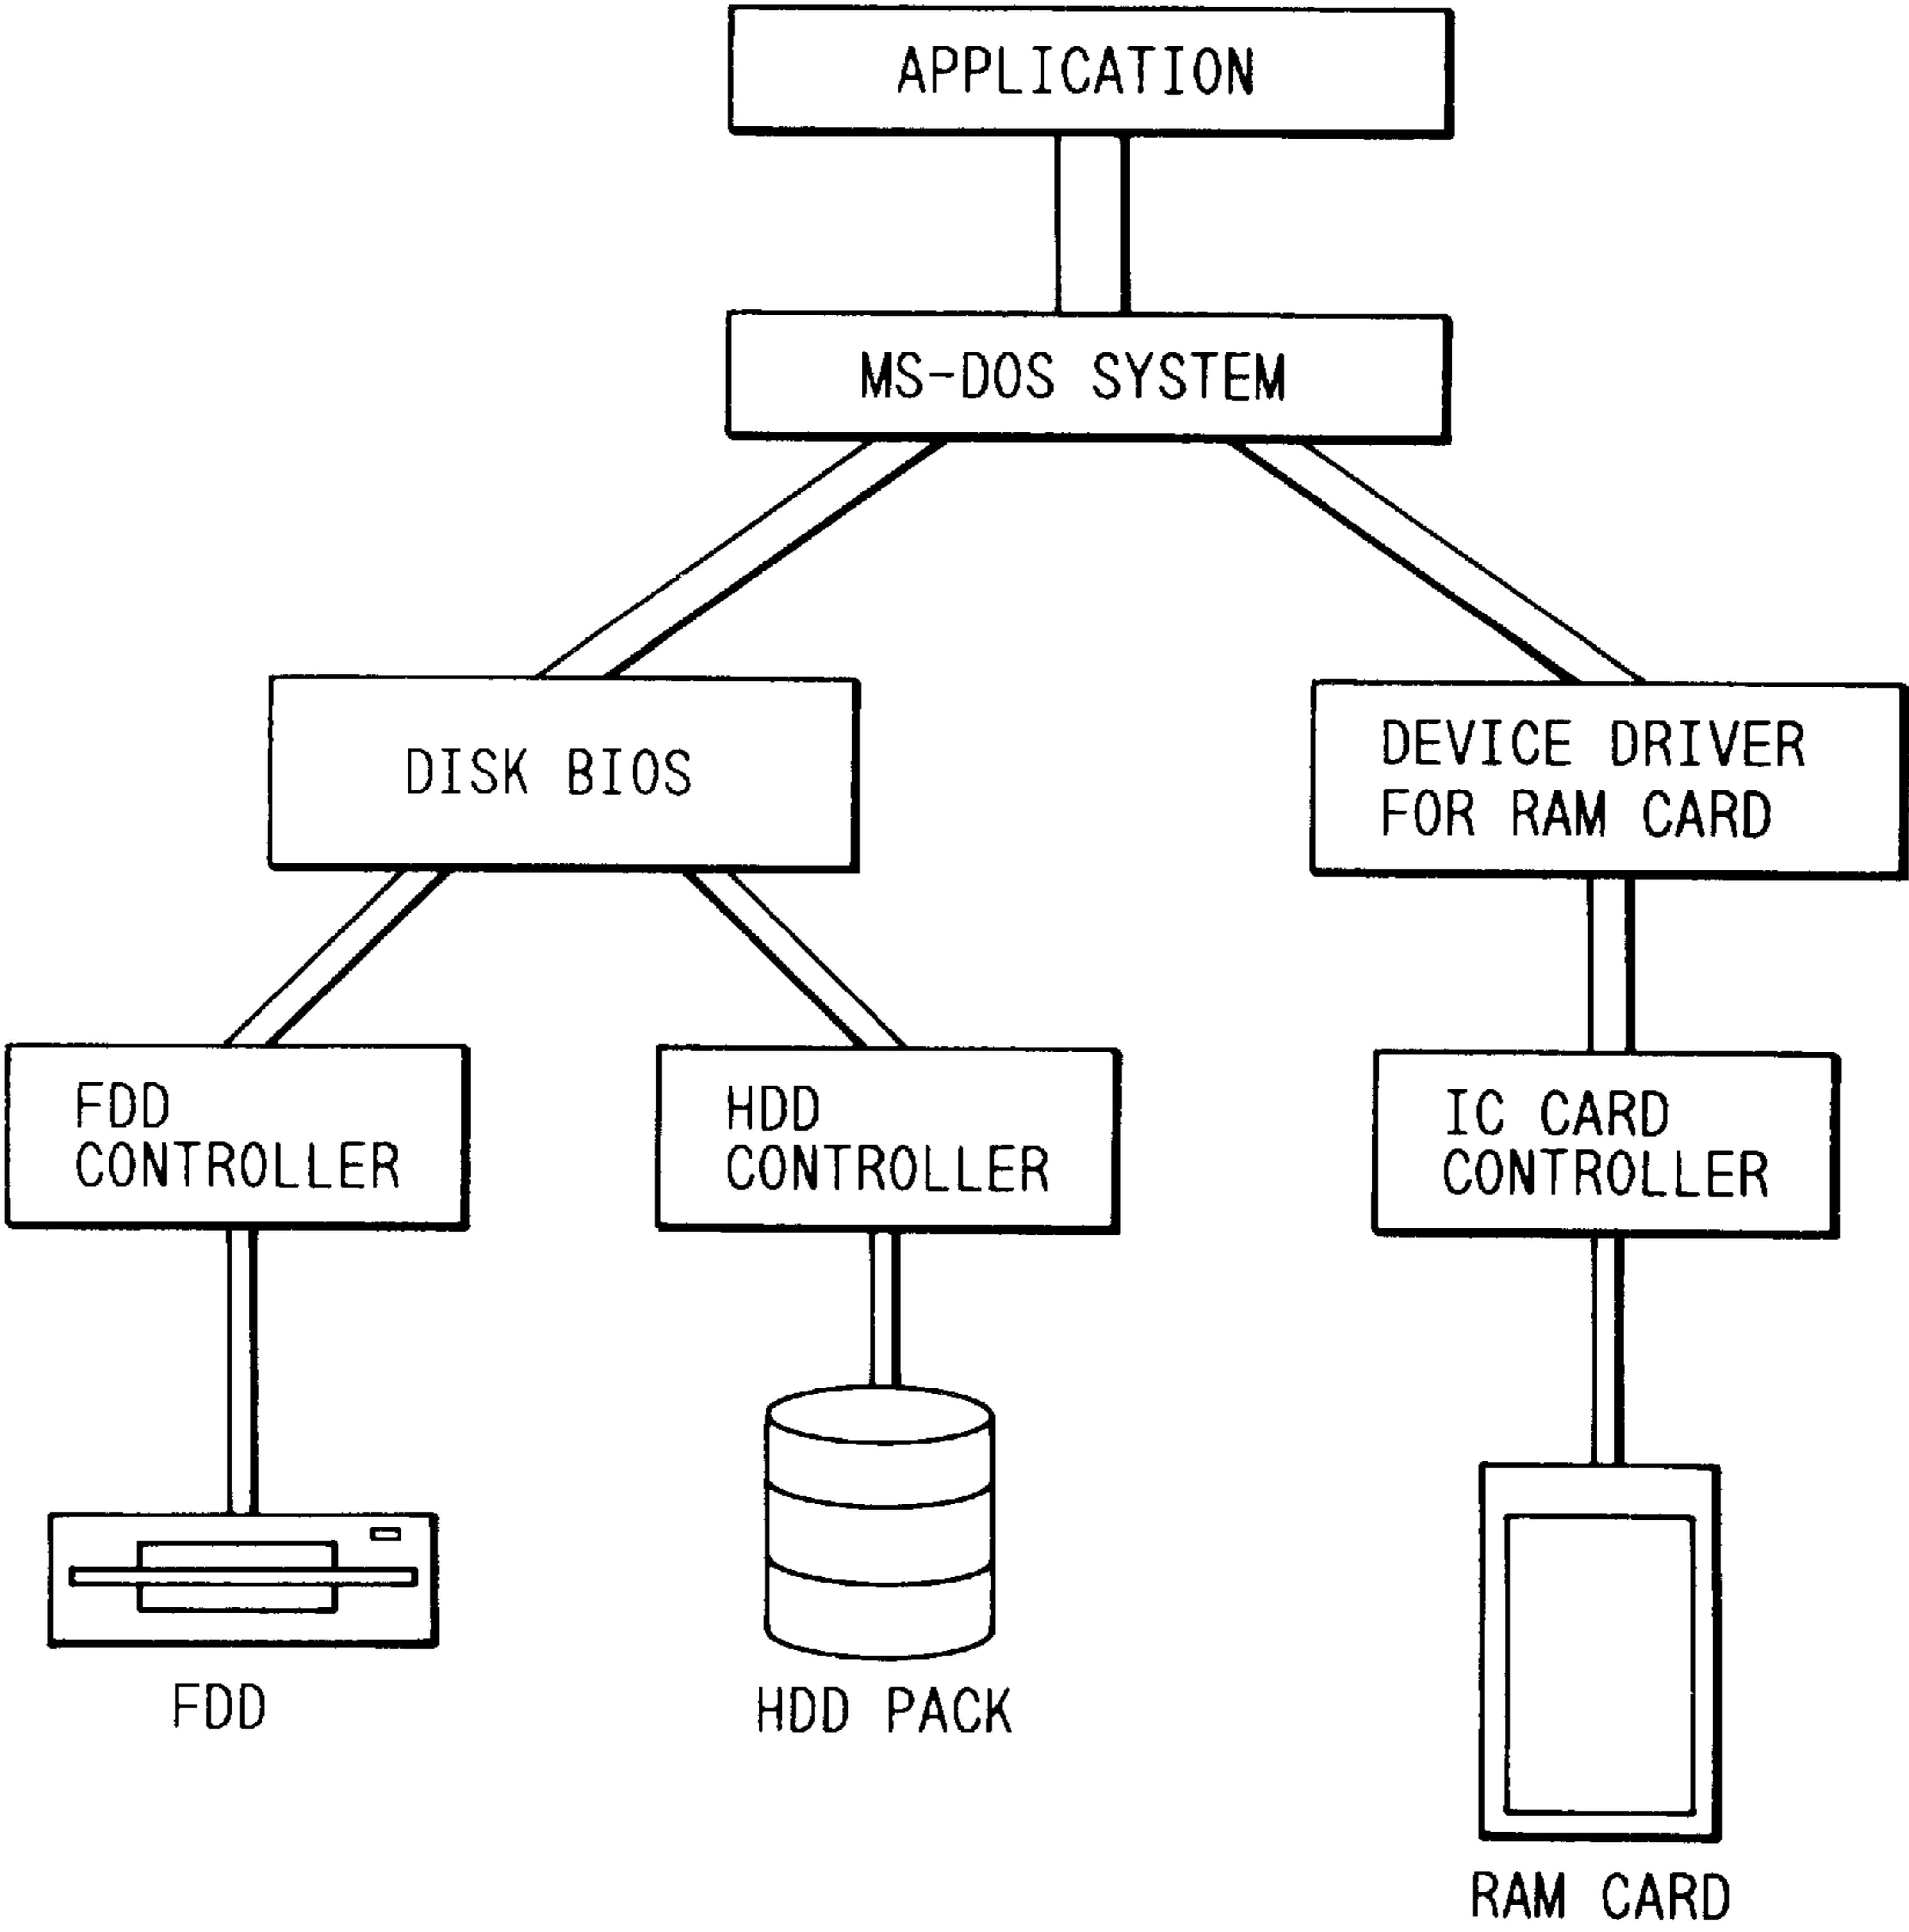 APPLICATION
MS-DOS SYSTEM
DISK BIOS
DEVICE DRIVER
FOR RAM CARD
FDD
CONTROLLER
HDD
CONTROLLER
IC CARD
CONTROLLER
FDD
HDD PACK
RAM CARD